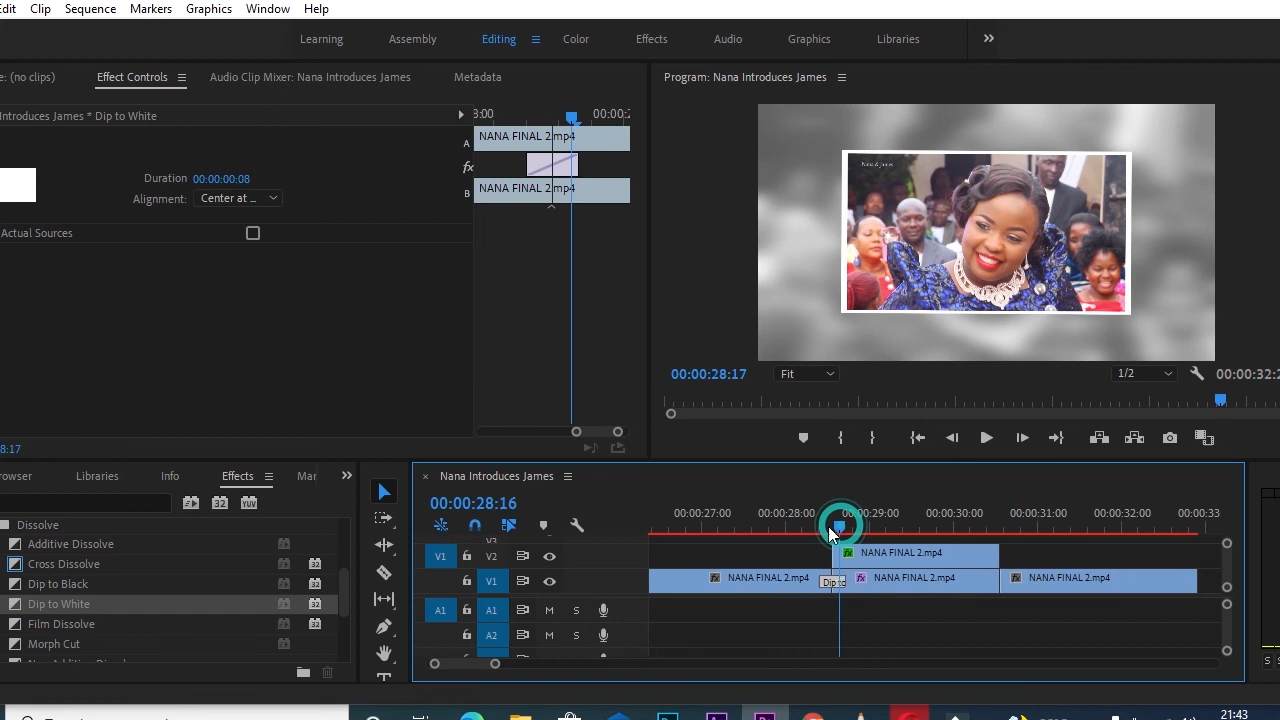 Edit Clip Sequence Markers Graphics Window Help
Learning Assembly Editing Color Effects Audio Graphics Libraries
e: (no clips) Effect Controls Audio Clip Mixer: Nana Introduces James Metadata
Program: Nana Introduces James
Introduces James * Dip to White
8:00 00:00:2
A NANA FINAL 2.mp4
fx
B NANA FINAL 2.mp4
Duration 00:00:00:08
Alignment: Center at ...
Actual Sources
Nana & James
00:00:28:17 Fit 1/2 00:00:32:2
8:17
rowser Libraries Info Effects Mar
Nana Introduces James
00:00:28:16
00:00:27:00 00:00:28:00 00:00:29:00 00:00:30:00 00:00:31:00 00:00:32:00 00:00:33
Dissolve
Additive Dissolve
Cross Dissolve
Dip to Black
Dip to White
Film Dissolve
Morph Cut
V3
V1 V2 fx NANA FINAL 2.mp4
V1 fx NANA FINAL 2.mp4 Dip to fx NANA FINAL 2.mp4 fx NANA FINAL 2.mp4
A1 A1 M S
A2 M S
S S
21:43